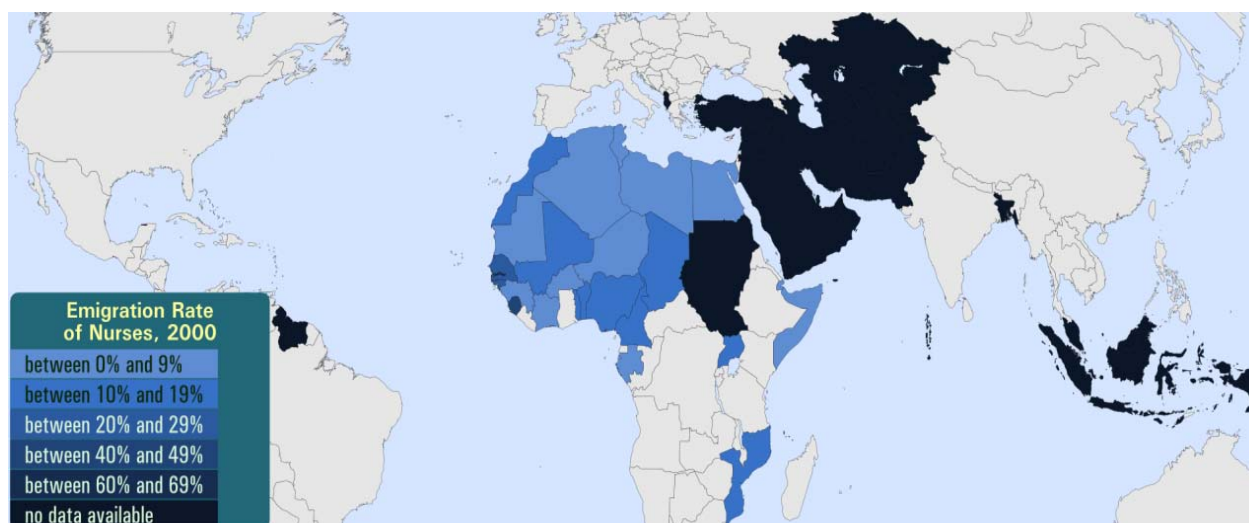 Emigration Rate
of Nurses, 2000
between 0% and 9%
between 10% and 19%
between 20% and 29%
between 40% and 49%
between 60% and 69%
no data available